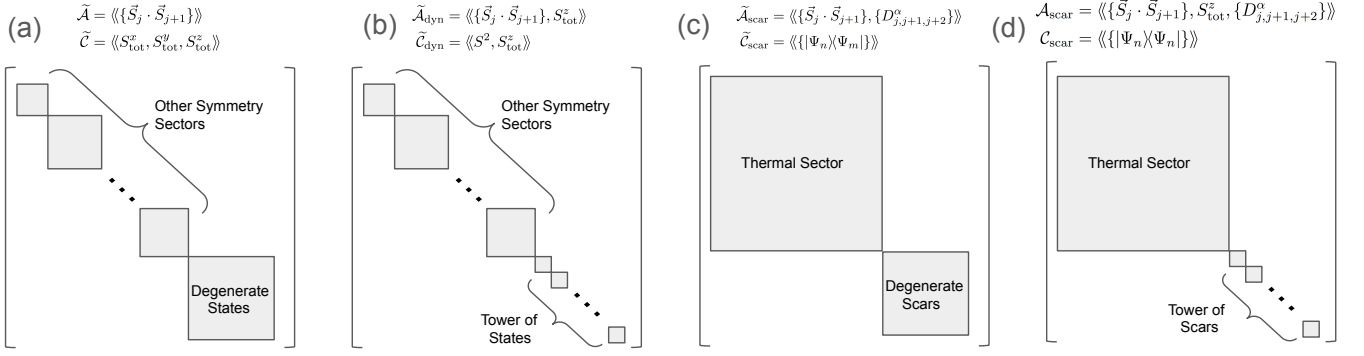 (a)
$\widetilde{\mathcal{A}} = \langle\!\langle \{\vec{S}_j \cdot \vec{S}_{j+1}\} \rangle\!\rangle$
$\widetilde{\mathcal{C}} = \langle\!\langle S^x_{\text{tot}}, S^y_{\text{tot}}, S^z_{\text{tot}} \rangle\!\rangle$
Other Symmetry
Sectors
Degenerate
States
(b)
$\widetilde{\mathcal{A}}_{\text{dyn}} = \langle\!\langle \{\vec{S}_j \cdot \vec{S}_{j+1}\}, S^z_{\text{tot}} \rangle\!\rangle$
$\widetilde{\mathcal{C}}_{\text{dyn}} = \langle\!\langle S^2, S^z_{\text{tot}} \rangle\!\rangle$
Other Symmetry
Sectors
Tower of
States
(c)
$\widetilde{\mathcal{A}}_{\text{scar}} = \langle\!\langle \{\vec{S}_j \cdot \vec{S}_{j+1}\}, \{D^\alpha_{j,j+1,j+2}\} \rangle\!\rangle$
$\widetilde{\mathcal{C}}_{\text{scar}} = \langle\!\langle \{|\Psi_n\rangle\langle\Psi_m|\} \rangle\!\rangle$
Thermal Sector
Degenerate
Scars
(d)
$\mathcal{A}_{\text{scar}} = \langle\!\langle \{\vec{S}_j \cdot \vec{S}_{j+1}\}, S^z_{\text{tot}}, \{D^\alpha_{j,j+1,j+2}\} \rangle\!\rangle$
$\mathcal{C}_{\text{scar}} = \langle\!\langle \{|\Psi_n\rangle\langle\Psi_n|\} \rangle\!\rangle$
Thermal Sector
Tower of
Scars